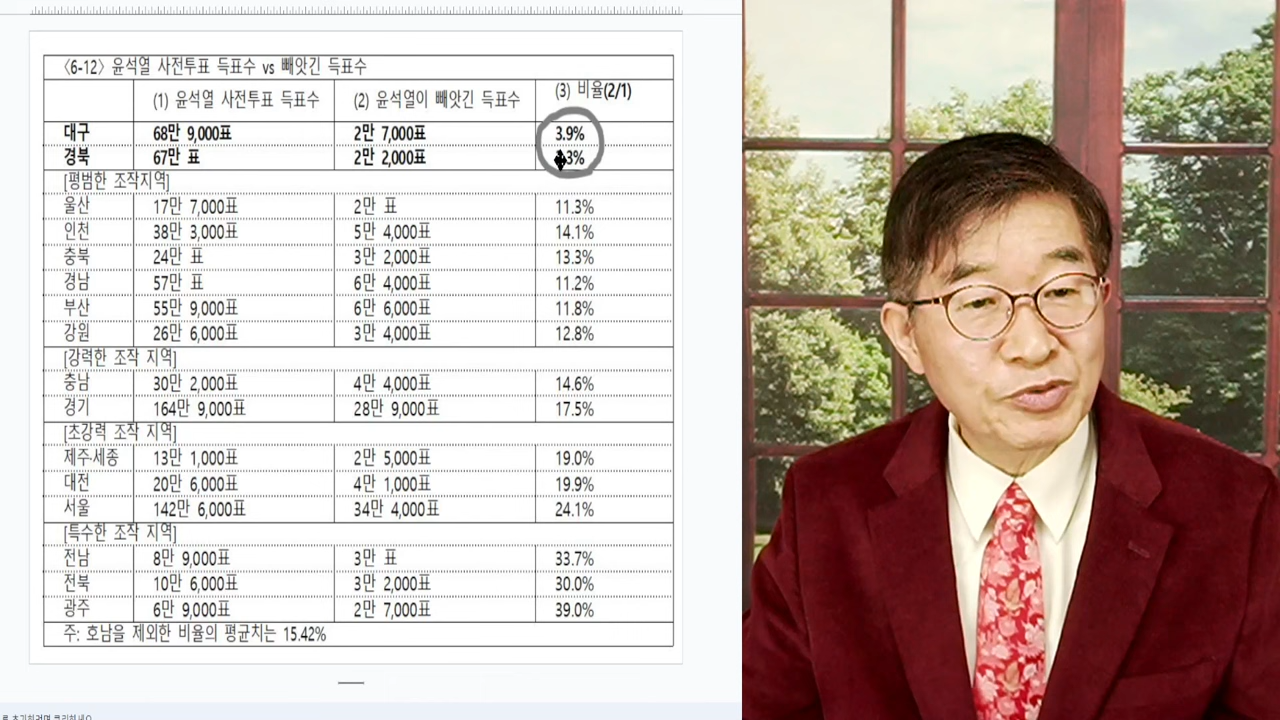 〈6-12〉 윤석열 사전투표 득표수 vs 빼앗긴 득표수
(1) 윤석열 사전투표 득표수 (2) 윤석열이 빼앗긴 득표수 (3) 비율(2/1)
대구 68만 9,000표 2만 7,000표 3.9%
경북 67만 표 2만 2,000표
[평범한 조작지역]
울산 17만 7,000표 2만 표 11.3%
인천 38만 3,000표 5만 4,000표 14.1%
충북 24만 표 3만 2,000표 13.3%
경남 57만 표 6만 4,000표 11.2%
부산 55만 9,000표 6만 6,000표 11.8%
강원 26만 6,000표 3만 4,000표 12.8%
[강력한 조작 지역]
충남 30만 2,000표 4만 4,000표 14.6%
경기 164만 9,000표 28만 9,000표 17.5%
[초강력 조작 지역]
제주·세종 13만 1,000표 2만 5,000표 19.0%
대전 20만 6,000표 4만 1,000표 19.9%
서울 142만 6,000표 34만 4,000표 24.1%
[특수한 조작 지역]
전남 8만 9,000표 3만 표 33.7%
전북 10만 6,000표 3만 2,000표 30.0%
광주 6만 9,000표 2만 7,000표 39.0%
주: 호남을 제외한 비율의 평균치는 15.42%